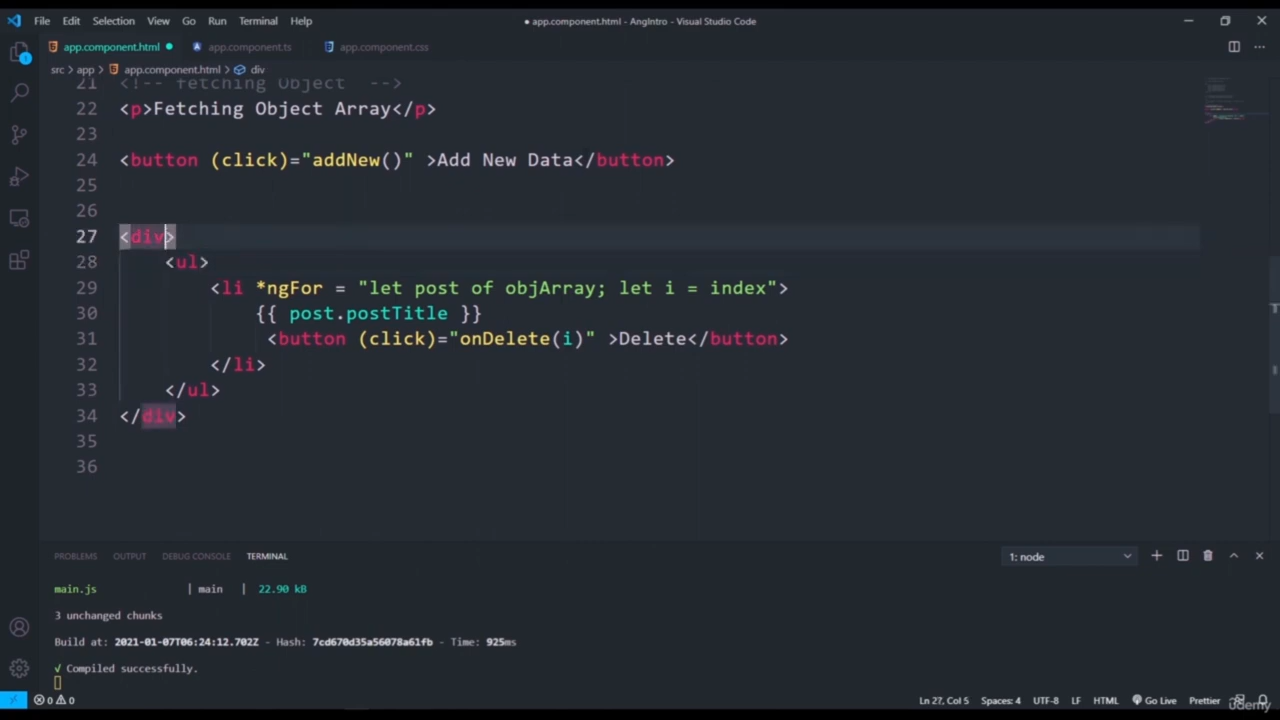 File Edit Selection View Go Run Terminal Help
● app.component.html - AngIntro - Visual Studio Code
app.component.html ●
app.component.ts
app.component.css
src > app > app.component.html > div
21 <!-- fetching Object -->
22 <p>Fetching Object Array</p>
23
24 <button (click)="addNew()" >Add New Data</button>
25
26
27 <div>
28 <ul>
29 <li *ngFor = "let post of objArray; let i = index">
30 {{ post.postTitle }}
31 <button (click)="onDelete(i)" >Delete</button>
32 </li>
33 </ul>
34 </div>
35
36
PROBLEMS OUTPUT DEBUG CONSOLE TERMINAL
1: node
main.js | main | 22.90 kB
3 unchanged chunks
Build at: 2021-01-07T06:24:12.702Z - Hash: 7cd670d35a56078a61fb - Time: 925ms
√ Compiled successfully.
0 0
Ln 27, Col 5 Spaces: 4 UTF-8 LF HTML Go Live Prettier
udemy